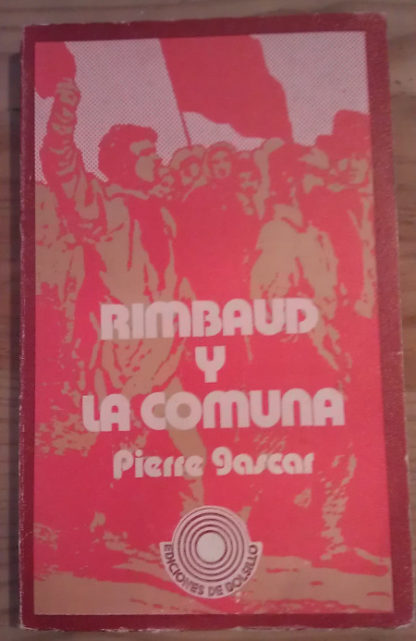 RIMBAUD
Y
LA COMUNA
Pierre gascar
EDICIONES DE BOLSILLO